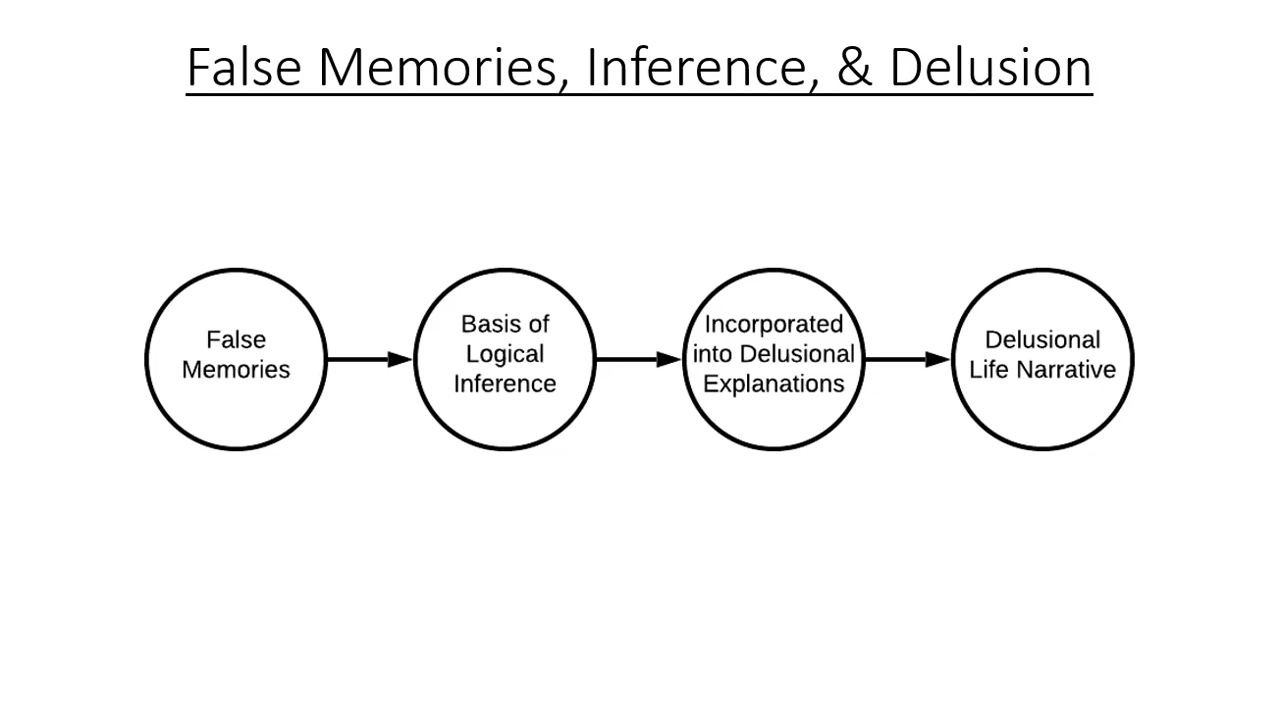 False Memories, Inference, & Delusion
False
Memories
Basis of
Logical
Inference
Incorporated
into Delusional
Explanations
Delusional
Life Narrative